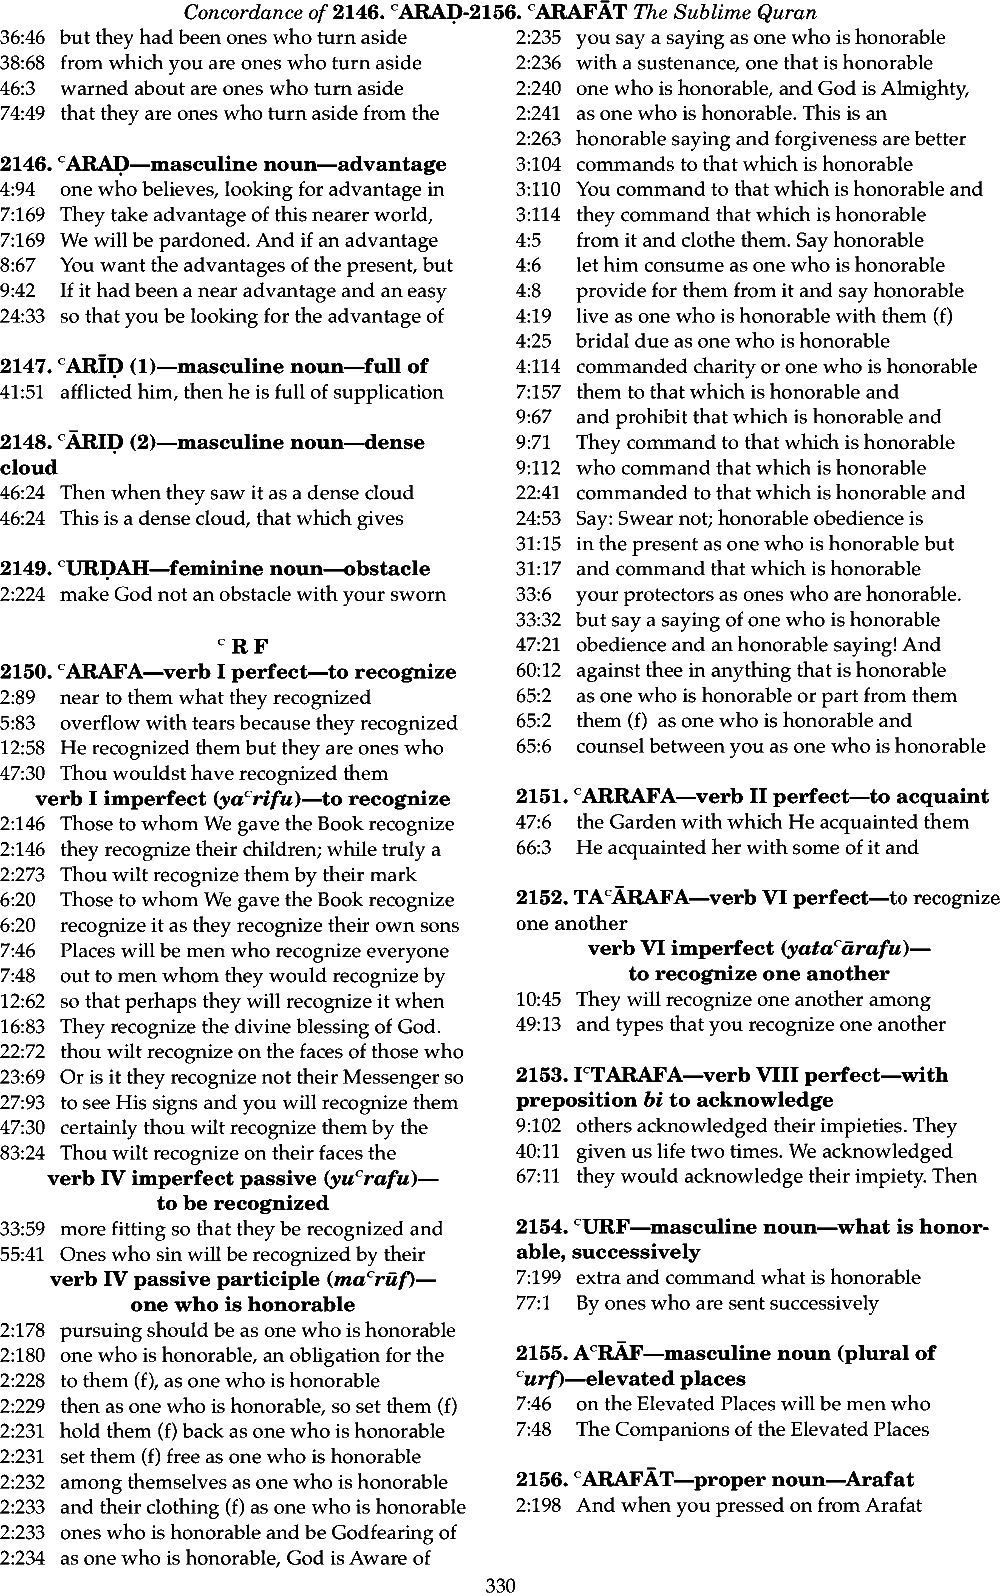 Concordance of 2146. ᶜARAḌ-2156. ᶜARAFĀT The Sublime Quran
36:46 but they had been ones who turn aside
38:68 from which you are ones who turn aside
46:3 warned about are ones who turn aside
74:49 that they are ones who turn aside from the
2146. ᶜARAḌ—masculine noun—advantage
4:94 one who believes, looking for advantage in
7:169 They take advantage of this nearer world,
7:169 We will be pardoned. And if an advantage
8:67 You want the advantages of the present, but
9:42 If it had been a near advantage and an easy
24:33 so that you be looking for the advantage of
2147. ᶜARĪḌ (1)—masculine noun—full of
41:51 afflicted him, then he is full of supplication
2148. ᶜĀRIḌ (2)—masculine noun—dense
cloud
46:24 Then when they saw it as a dense cloud
46:24 This is a dense cloud, that which gives
2149. ᶜURḌAH—feminine noun—obstacle
2:224 make God not an obstacle with your sworn
ᶜ R F
2150. ᶜARAFA—verb I perfect—to recognize
2:89 near to them what they recognized
5:83 overflow with tears because they recognized
12:58 He recognized them but they are ones who
47:30 Thou wouldst have recognized them
verb I imperfect (yaᶜrifu)—to recognize
2:146 Those to whom We gave the Book recognize
2:146 they recognize their children; while truly a
2:273 Thou wilt recognize them by their mark
6:20 Those to whom We gave the Book recognize
6:20 recognize it as they recognize their own sons
7:46 Places will be men who recognize everyone
7:48 out to men whom they would recognize by
12:62 so that perhaps they will recognize it when
16:83 They recognize the divine blessing of God.
22:72 thou wilt recognize on the faces of those who
23:69 Or is it they recognize not their Messenger so
27:93 to see His signs and you will recognize them
47:30 certainly thou wilt recognize them by the
83:24 Thou wilt recognize on their faces the
verb IV imperfect passive (yuᶜrafu)—
to be recognized
33:59 more fitting so that they be recognized and
55:41 Ones who sin will be recognized by their
verb IV passive participle (maᶜrūf)—
one who is honorable
2:178 pursuing should be as one who is honorable
2:180 one who is honorable, an obligation for the
2:228 to them (f), as one who is honorable
2:229 then as one who is honorable, so set them (f)
2:231 hold them (f) back as one who is honorable
2:231 set them (f) free as one who is honorable
2:232 among themselves as one who is honorable
2:233 and their clothing (f) as one who is honorable
2:233 ones who is honorable and be Godfearing of
2:234 as one who is honorable, God is Aware of
2:235 you say a saying as one who is honorable
2:236 with a sustenance, one that is honorable
2:240 one who is honorable, and God is Almighty,
2:241 as one who is honorable. This is an
2:263 honorable saying and forgiveness are better
3:104 commands to that which is honorable
3:110 You command to that which is honorable and
3:114 they command that which is honorable
4:5 from it and clothe them. Say honorable
4:6 let him consume as one who is honorable
4:8 provide for them from it and say honorable
4:19 live as one who is honorable with them (f)
4:25 bridal due as one who is honorable
4:114 commanded charity or one who is honorable
7:157 them to that which is honorable and
9:67 and prohibit that which is honorable and
9:71 They command to that which is honorable
9:112 who command that which is honorable
22:41 commanded to that which is honorable and
24:53 Say: Swear not; honorable obedience is
31:15 in the present as one who is honorable but
31:17 and command that which is honorable
33:6 your protectors as ones who are honorable.
33:32 but say a saying of one who is honorable
47:21 obedience and an honorable saying! And
60:12 against thee in anything that is honorable
65:2 as one who is honorable or part from them
65:2 them (f) as one who is honorable and
65:6 counsel between you as one who is honorable
2151. ᶜARRAFA—verb II perfect—to acquaint
47:6 the Garden with which He acquainted them
66:3 He acquainted her with some of it and
2152. TAᶜĀRAFA—verb VI perfect—to recognize
one another
verb VI imperfect (yataᶜārafu)—
to recognize one another
10:45 They will recognize one another among
49:13 and types that you recognize one another
2153. IᶜTARAFA—verb VIII perfect—with
preposition bi to acknowledge
9:102 others acknowledged their impieties. They
40:11 given us life two times. We acknowledged
67:11 they would acknowledge their impiety. Then
2154. ᶜURF—masculine noun—what is honor-
able, successively
7:199 extra and command what is honorable
77:1 By ones who are sent successively
2155. AᶜRĀF—masculine noun (plural of
ᶜurf)—elevated places
7:46 on the Elevated Places will be men who
7:48 The Companions of the Elevated Places
2156. ᶜARAFĀT—proper noun—Arafat
2:198 And when you pressed on from Arafat
330